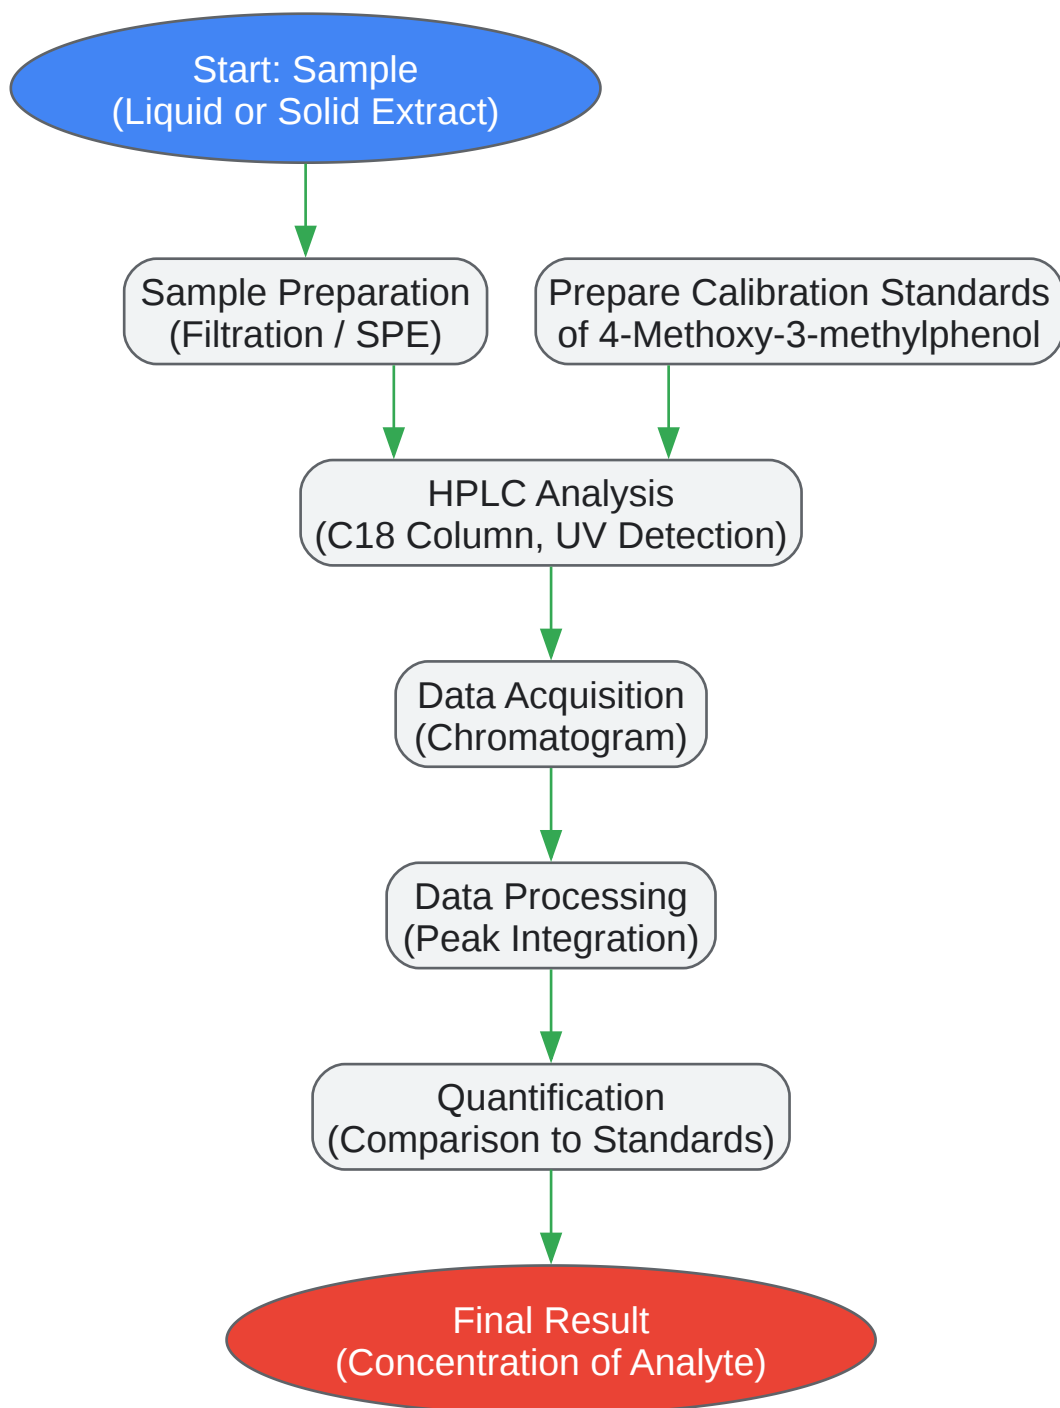 Start: Sample
(Liquid or Solid Extract)
Sample Preparation
(Filtration / SPE)
Prepare Calibration Standards
of 4-Methoxy-3-methylphenol
HPLC Analysis
(C18 Column, UV Detection)
Data Acquisition
(Chromatogram)
Data Processing
(Peak Integration)
Quantification
(Comparison to Standards)
Final Result
(Concentration of Analyte)